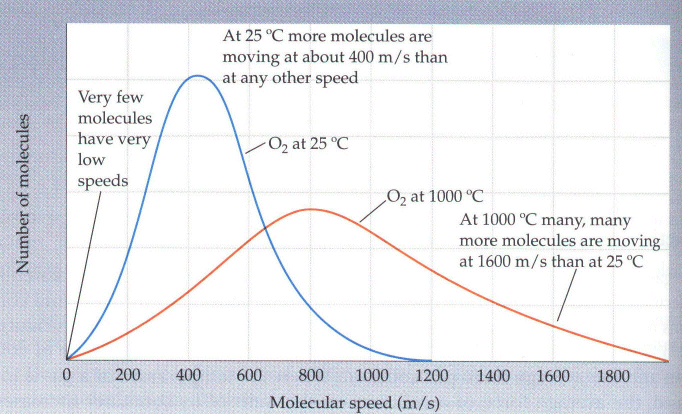 At 25 °C more molecules are
moving at about 400 m/s than
at any other speed
Very few
molecules
have very
low
speeds
O₂ at 25 °C
O₂ at 1000 °C
At 1000 °C many, many
more molecules are moving
at 1600 m/s than at 25 °C
Number of molecules
0 200 400 600 800 1000 1200 1400 1600 1800
Molecular speed (m/s)